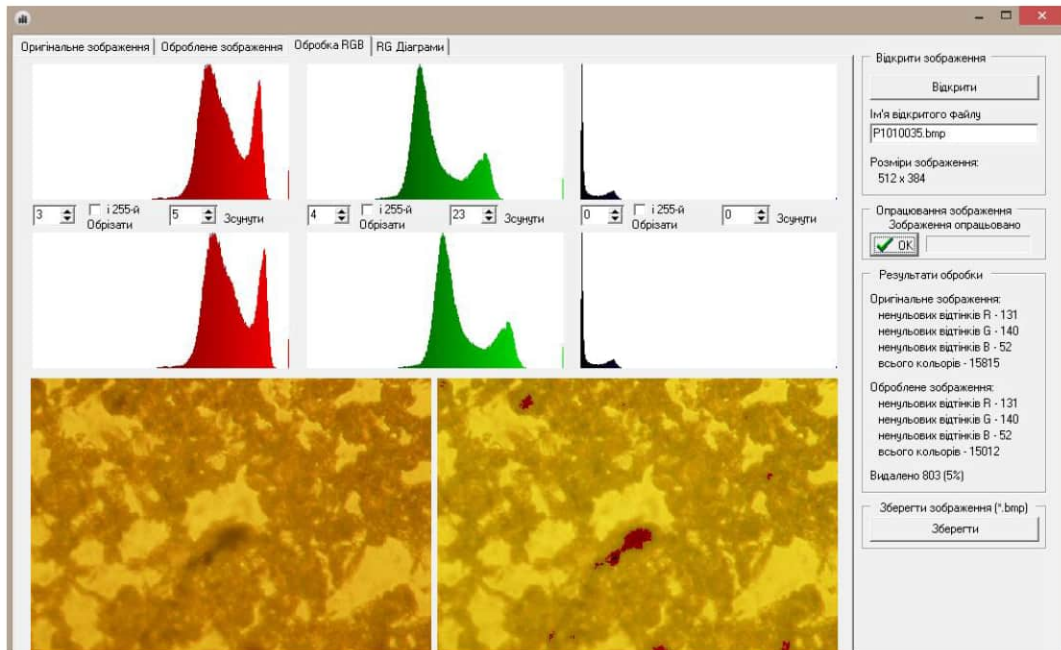 Оригінальне зображення
Оброблене зображення
Обробка RGB
RG Діаграми
3
і 255-й
Обрізати
5
Зсунути
4
і 255-й
Обрізати
23
Зсунути
0
і 255-й
Обрізати
0
Зсунути
Відкрити зображення
Відкрити
Ім'я відкритого файлу
P1010035.bmp
Розміри зображення:
512 x 384
Опрацювання зображення
Зображення опрацьовано
OK
Результати обробки
Оригінальне зображення:
ненульових відтінків R - 131
ненульових відтінків G - 140
ненульових відтінків B - 52
всього кольорів - 15815
Оброблене зображення:
ненульових відтінків R - 131
ненульових відтінків G - 140
ненульових відтінків B - 52
всього кольорів - 15012
Видалено 803 (5%)
Зберегти зображення (*.bmp)
Зберегти